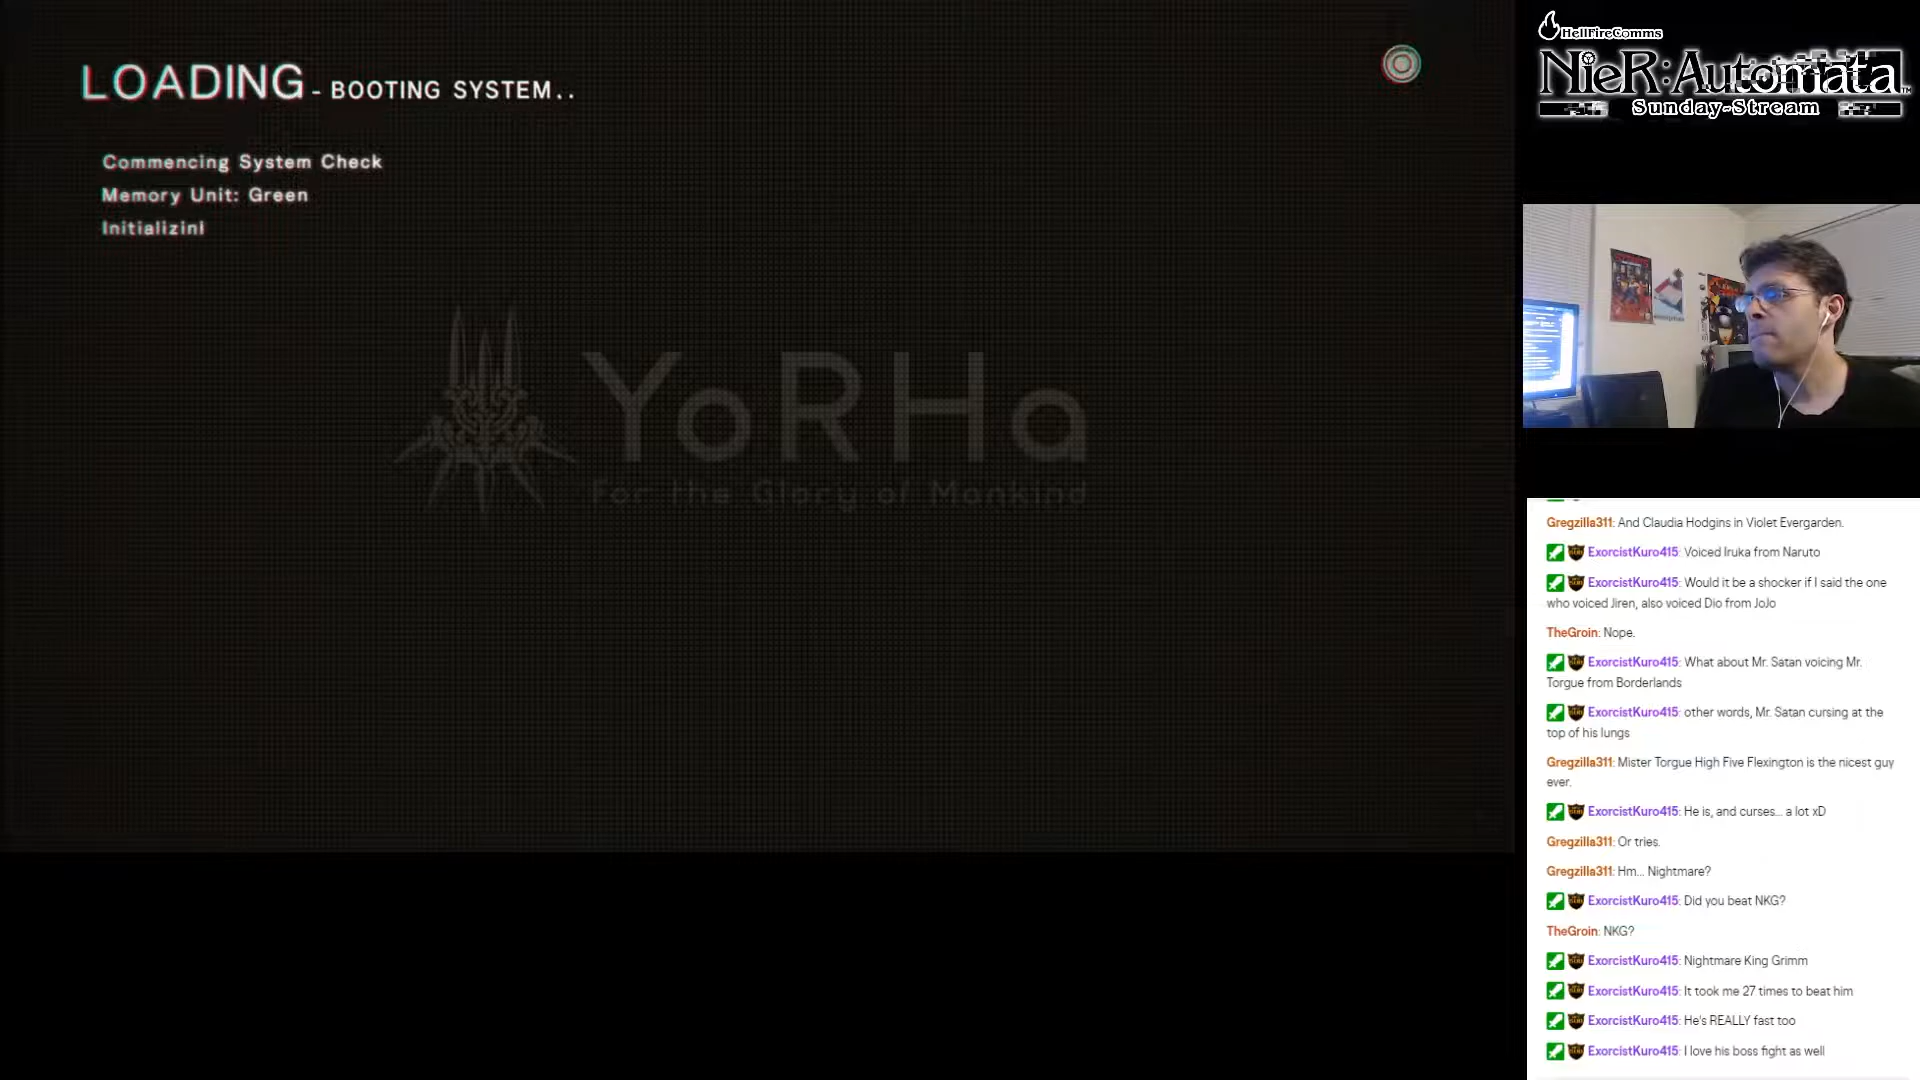 LOADING - BOOTING SYSTEM..
Commencing System Check
Memory Unit: Green
Initializinl
YoRHa
For the Glory of Mankind
HellFireComms
NieR:Automata™
Sunday-Stream
Gregzilla311: And Claudia Hodgins in Violet Evergarden.
ExorcistKuro415: Voiced Iruka from Naruto
ExorcistKuro415: Would it be a shocker if I said the one
who voiced Jiren, also voiced Dio from JoJo
TheGroin: Nope.
ExorcistKuro415: What about Mr. Satan voicing Mr.
Torgue from Borderlands
ExorcistKuro415: other words, Mr. Satan cursing at the
top of his lungs
Gregzilla311: Mister Torgue High Five Flexington is the nicest guy
ever.
ExorcistKuro415: He is, and curses... a lot xD
Gregzilla311: Or tries.
Gregzilla311: Hm... Nightmare?
ExorcistKuro415: Did you beat NKG?
TheGroin: NKG?
ExorcistKuro415: Nightmare King Grimm
ExorcistKuro415: It took me 27 times to beat him
ExorcistKuro415: He's REALLY fast too
ExorcistKuro415: I love his boss fight as well